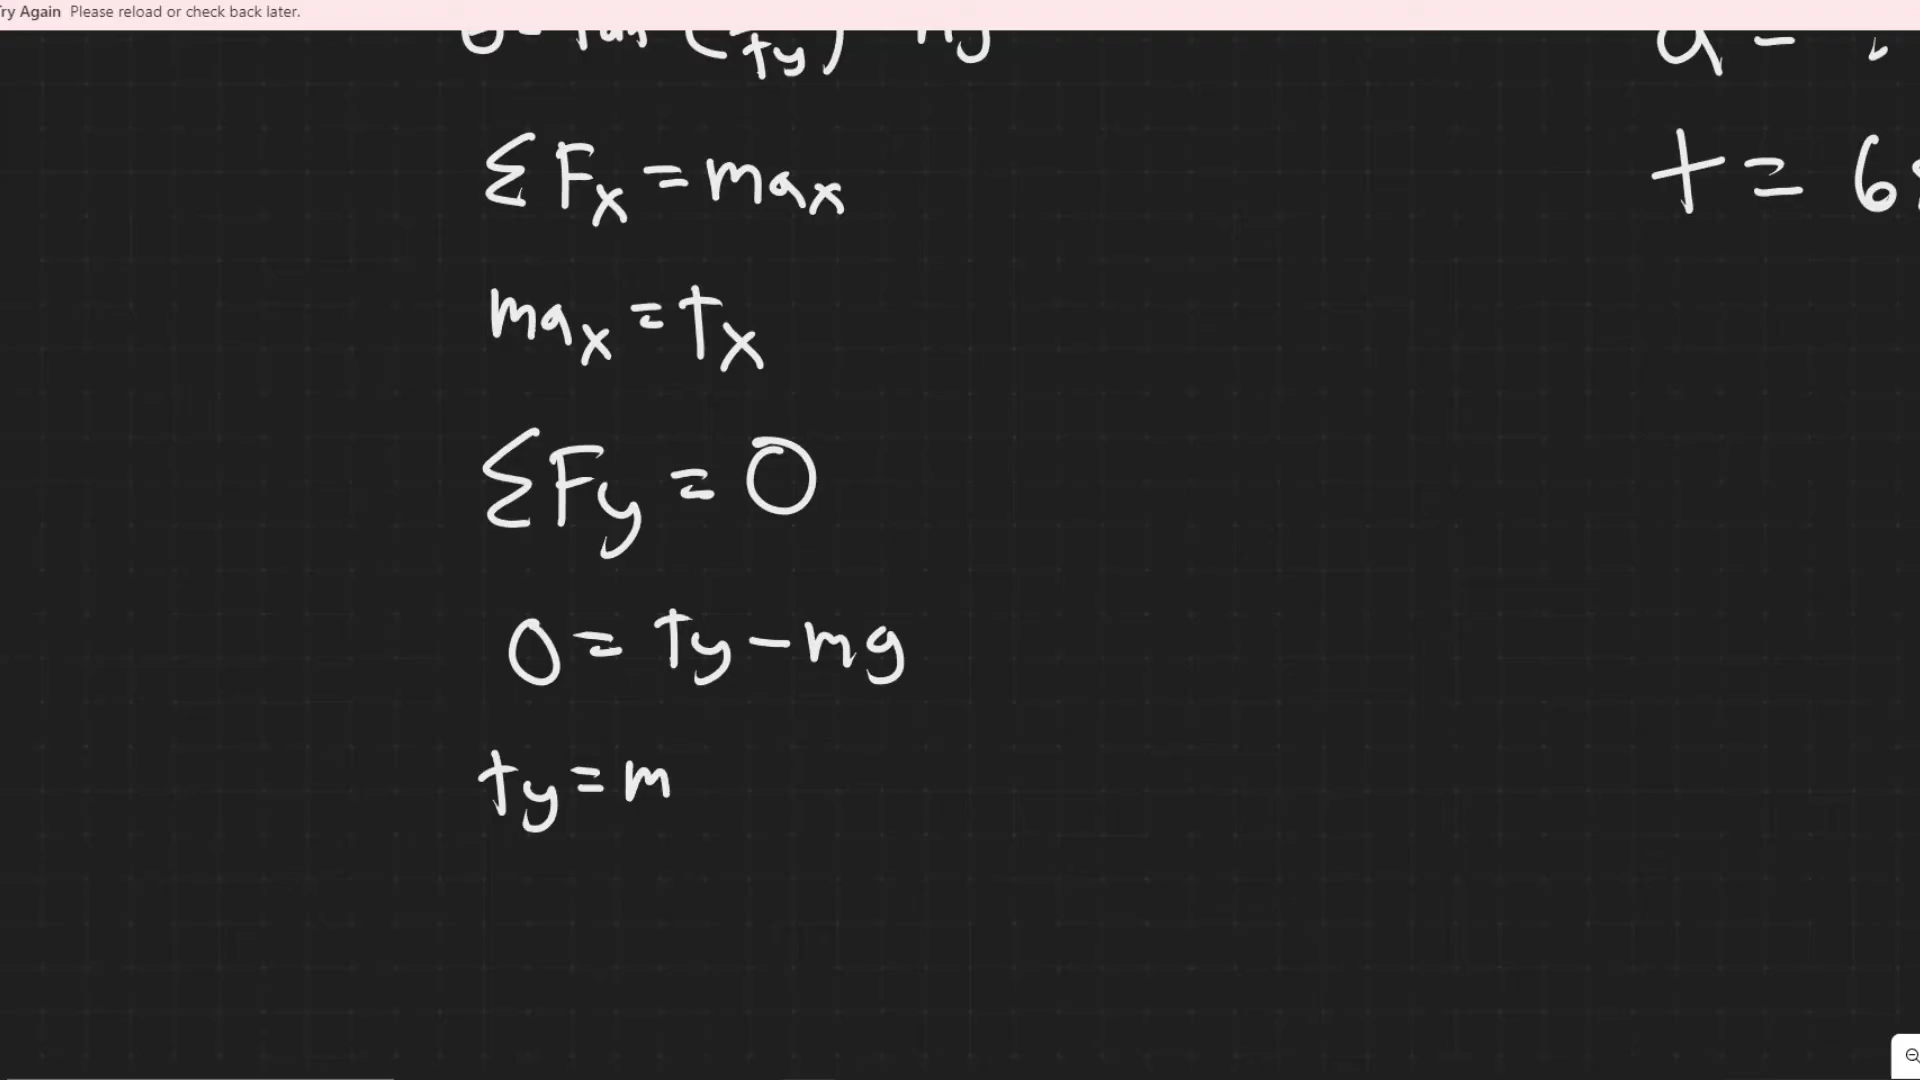 Try Again Please reload or check back later.
ΣFx = max
t = 6
max = Tx
ΣFy = 0
0 = Ty - mg
Ty = m